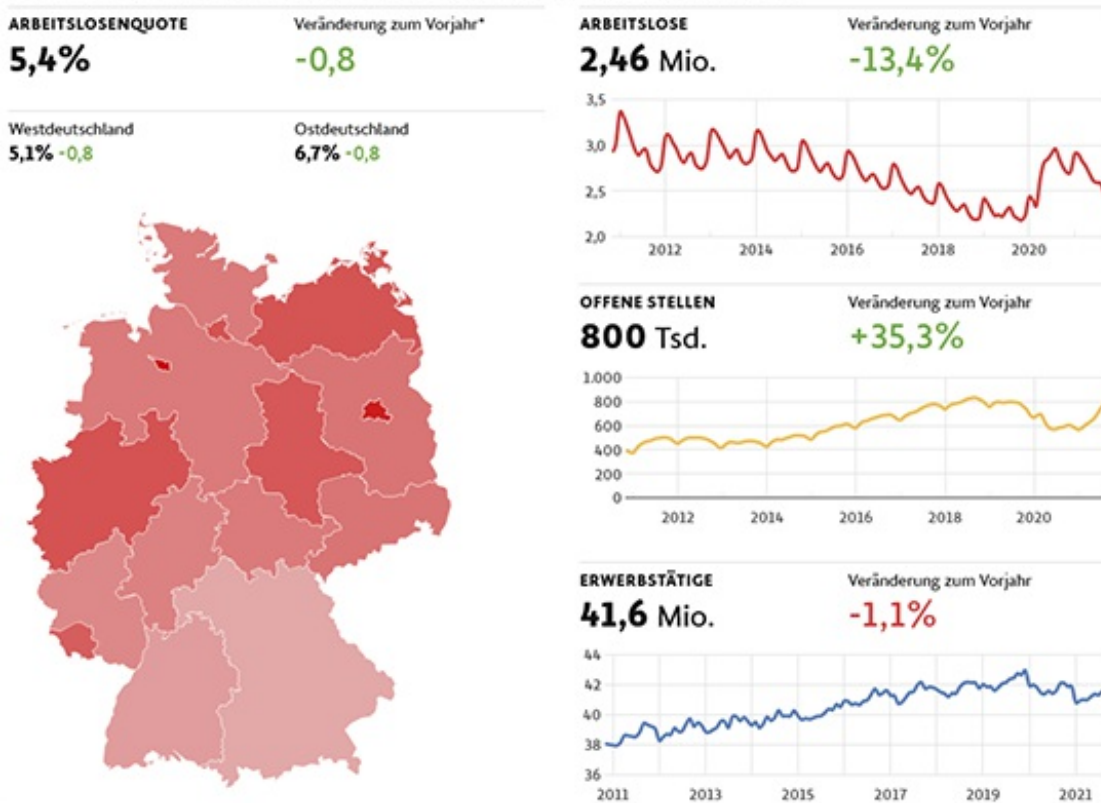 ARBEITSLOSENQUOTE
Veränderung zum Vorjahr*
5,4%
-0,8
Westdeutschland
5,1% -0,8
Ostdeutschland
6,7% -0,8
ARBEITSLOSE
Veränderung zum Vorjahr
2,46 Mio.
-13,4%
3,5
3,0
2,5
2,0
2012 2014 2016 2018 2020
OFFENE STELLEN
Veränderung zum Vorjahr
800 Tsd.
+35,3%
1.000
800
600
400
200
0
2012 2014 2016 2018 2020
ERWERBSTÄTIGE
Veränderung zum Vorjahr
41,6 Mio.
-1,1%
44
42
40
38
36
2011 2013 2015 2017 2019 2021